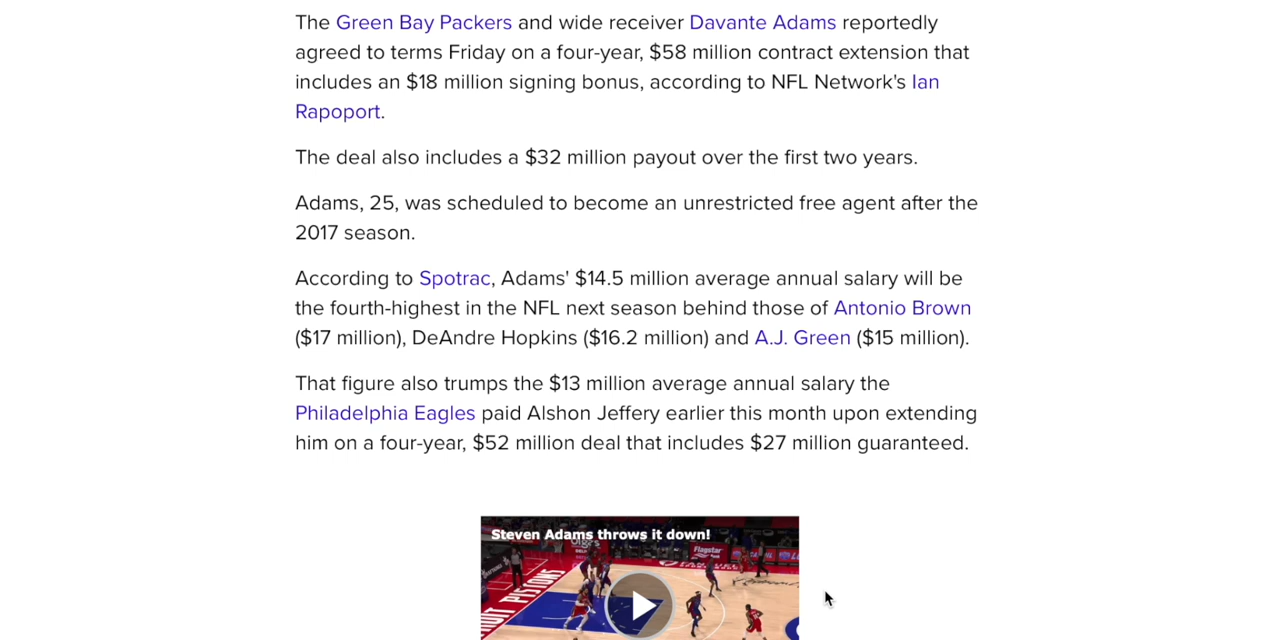 The Green Bay Packers and wide receiver Davante Adams reportedly
agreed to terms Friday on a four-year, $58 million contract extension that
includes an $18 million signing bonus, according to NFL Network's Ian
Rapoport.
The deal also includes a $32 million payout over the first two years.
Adams, 25, was scheduled to become an unrestricted free agent after the
2017 season.
According to Spotrac, Adams' $14.5 million average annual salary will be
the fourth-highest in the NFL next season behind those of Antonio Brown
($17 million), DeAndre Hopkins ($16.2 million) and A.J. Green ($15 million).
That figure also trumps the $13 million average annual salary the
Philadelphia Eagles paid Alshon Jeffery earlier this month upon extending
him on a four-year, $52 million deal that includes $27 million guaranteed.
Steven Adams throws it down!
Flagstar
PISTONS